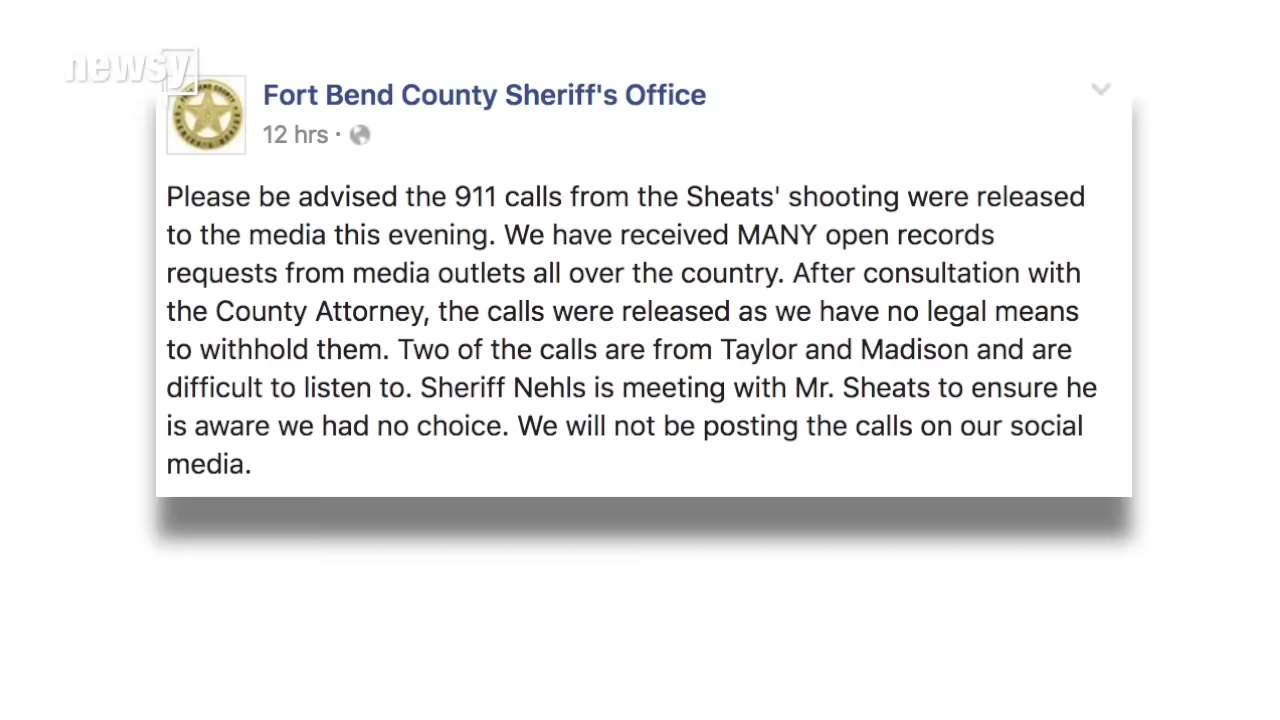 newsy
Fort Bend County Sheriff's Office
12 hrs ·
Please be advised the 911 calls from the Sheats' shooting were released
to the media this evening. We have received MANY open records
requests from media outlets all over the country. After consultation with
the County Attorney, the calls were released as we have no legal means
to withhold them. Two of the calls are from Taylor and Madison and are
difficult to listen to. Sheriff Nehls is meeting with Mr. Sheats to ensure he
is aware we had no choice. We will not be posting the calls on our social
media.